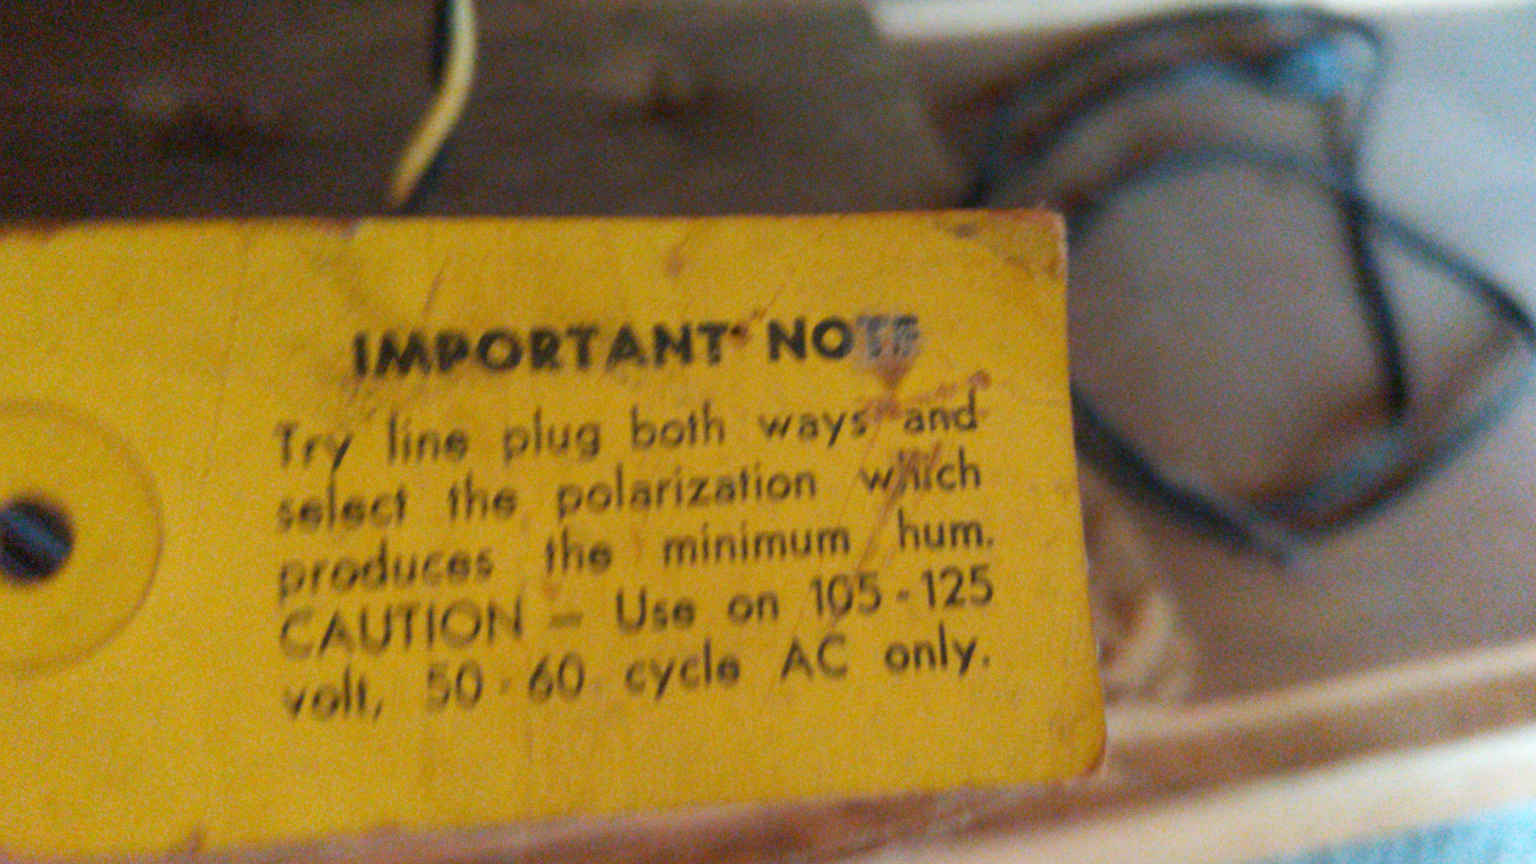 IMPORTANT NOTE
Try line plug both ways and
select the polarization which
produces the minimum hum.
CAUTION – Use on 105-125
volt, 50-60 cycle AC only.